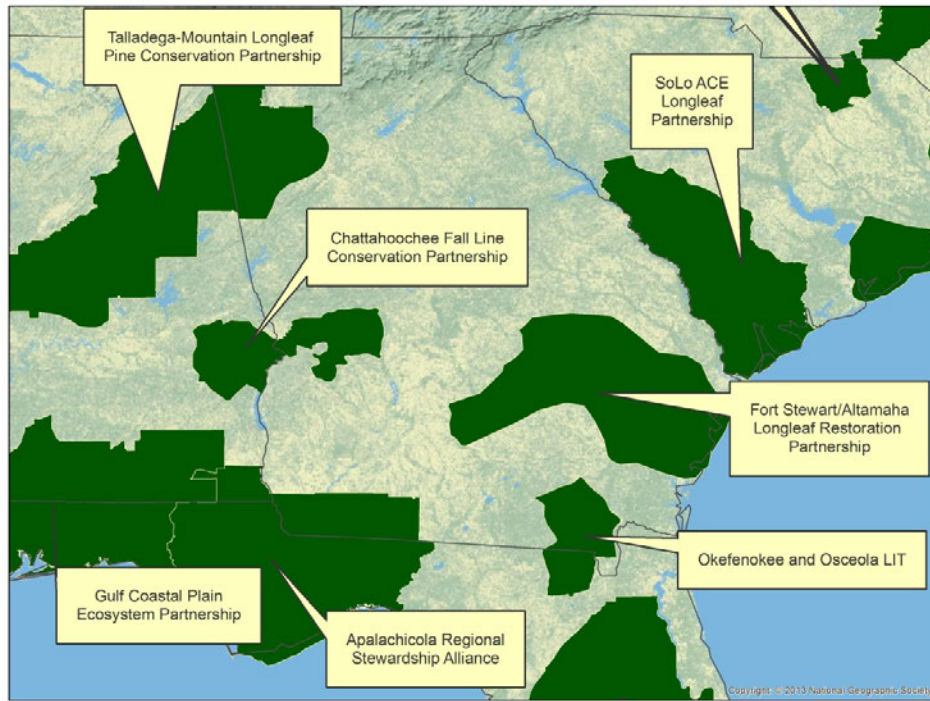 Talladega-Mountain Longleaf
Pine Conservation Partnership
SoLo ACE
Longleaf
Partnership
Chattahoochee Fall Line
Conservation Partnership
Fort Stewart/Altamaha
Longleaf Restoration
Partnership
Okefenokee and Osceola LIT
Gulf Coastal Plain
Ecosystem Partnership
Apalachicola Regional
Stewardship Alliance
Copyright: © 2013 National Geographic Society